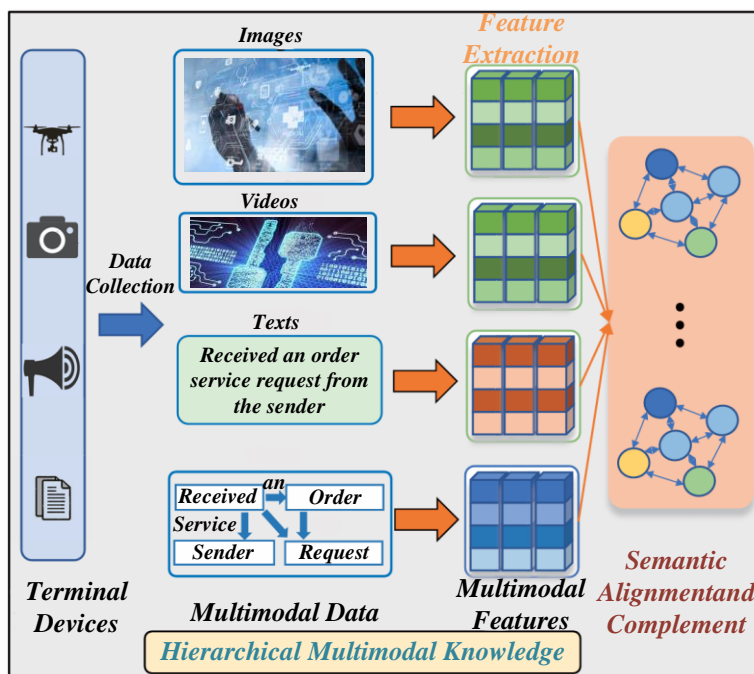 Images
Feature
Extraction
Videos
Data
Collection
Texts
Received an order
service request from
the sender
an
Received
Order
Service
Sender
Request
Terminal
Devices
Multimodal Data
Multimodal
Features
Semantic
Alignmentand
Complement
Hierarchical Multimodal Knowledge